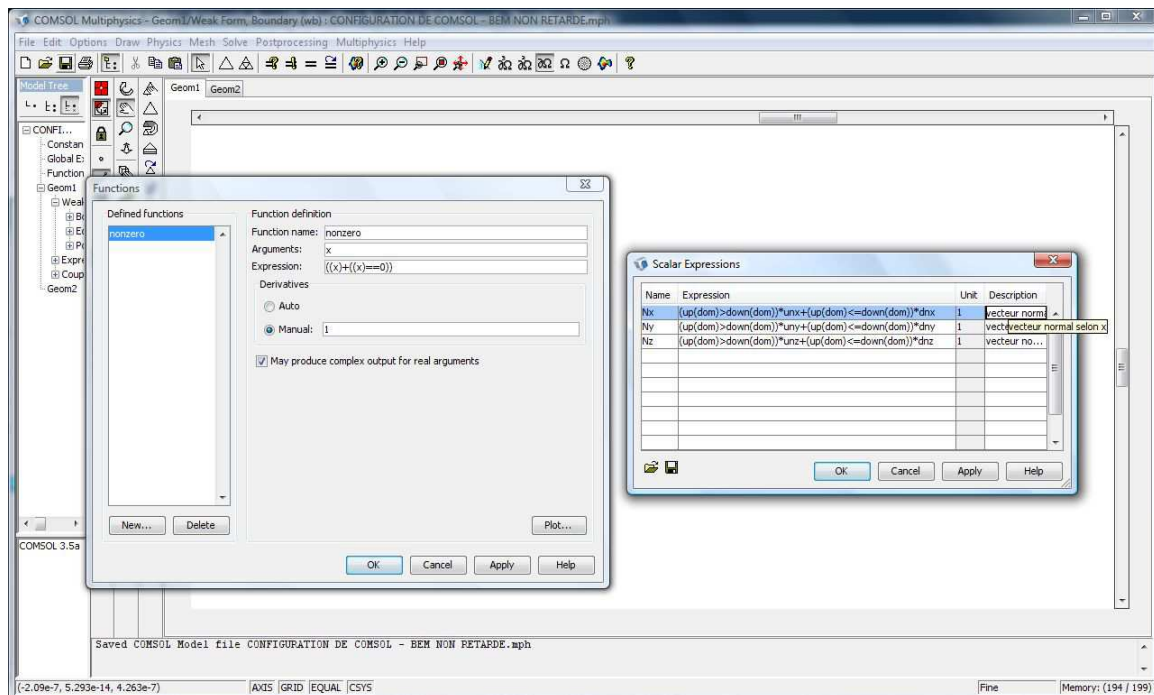 COMSOL Multiphysics - Geom1/Weak Form, Boundary (wb) : CONFIGURATION DE COMSOL - BEM NON RETARDE.mph
File Edit Options Draw Physics Mesh Solve Postprocessing Multiphysics Help
Model Tree
Geom1 Geom2
CONFI...
Constan
Global E
Function
Geom1
Weak
Bo
Ec
Po
Expre
Coup
Geom2
COMSOL 3.5a
Functions
Defined functions
nonzero
New...
Delete
Function definition
Function name: nonzero
Arguments: x
Expression: ((x)+((x)==0))
Derivatives
Auto
Manual: 1
May produce complex output for real arguments
Plot...
OK Cancel Apply Help
Scalar Expressions
Name Expression Unit Description
Nx (up(dom)>down(dom))*unx+(up(dom)<=down(dom))*dnx 1 vecteur norma
Ny (up(dom)>down(dom))*uny+(up(dom)<=down(dom))*dny 1 vecte
vecteur normal selon x
Nz (up(dom)>down(dom))*unz+(up(dom)<=down(dom))*dnz 1 vecteur no...
OK Cancel Apply Help
Saved COMSOL Model file CONFIGURATION DE COMSOL - BEM NON RETARDE.mph
(-2.09e-7, 5.293e-14, 4.263e-7) AXIS GRID EQUAL CSYS Fine Memory: (194 / 199)